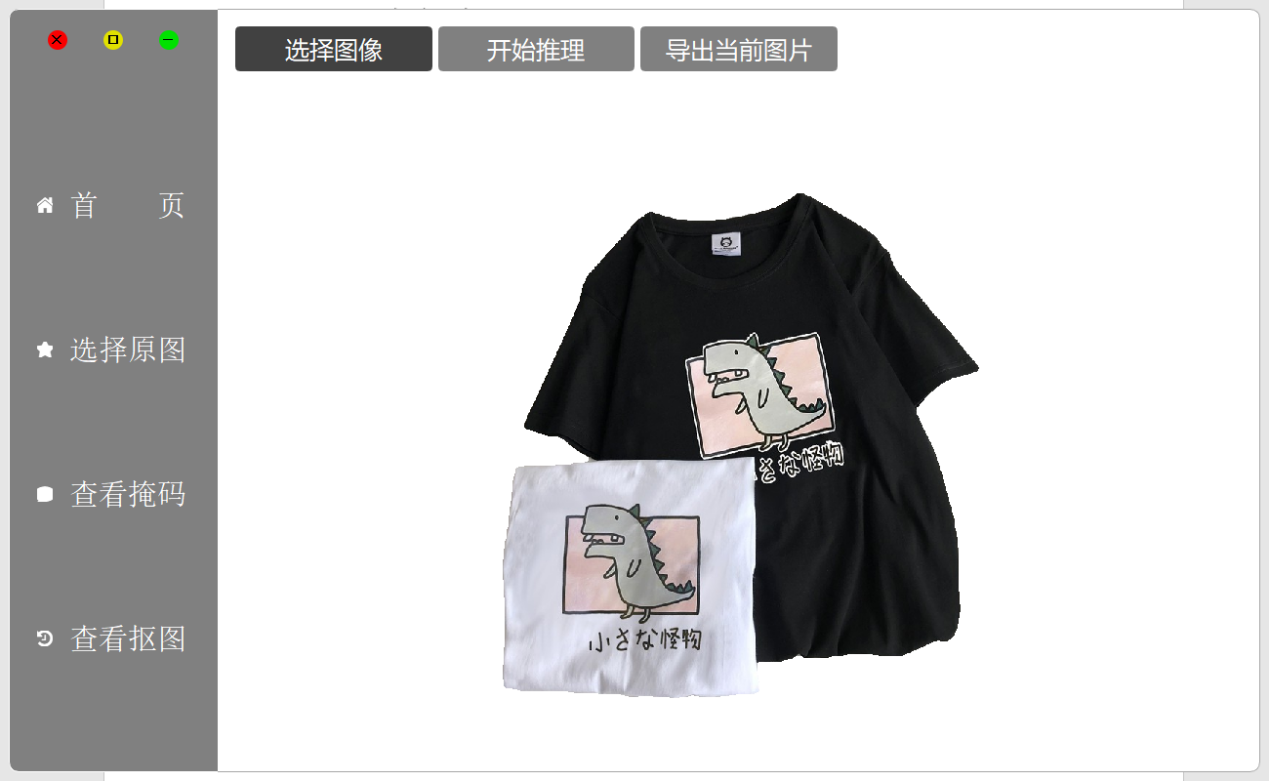 选择图像
开始推理
导出当前图片
首 页
选择原图
查看掩码
查看抠图
さな怪物
小さな怪物